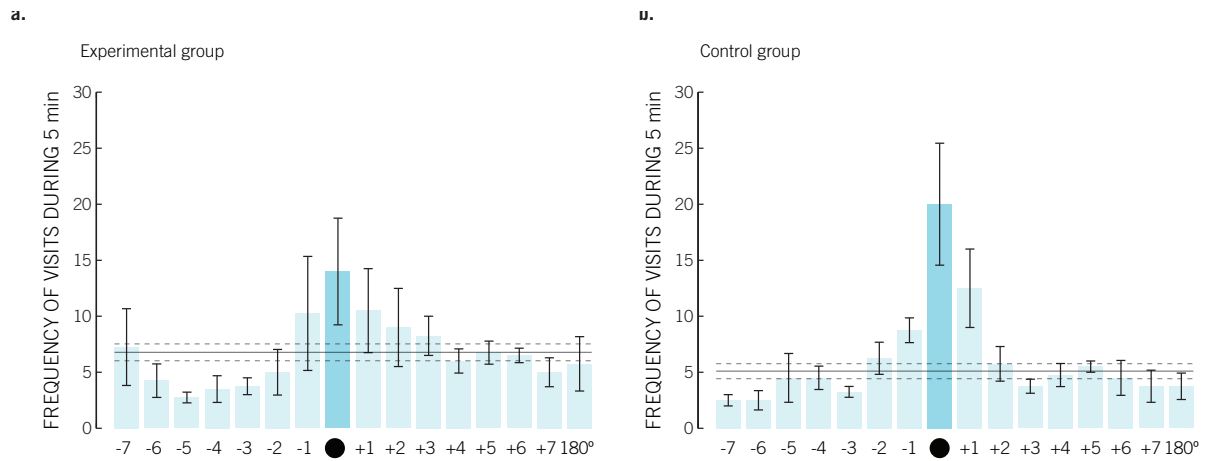 a.
Experimental group
FREQUENCY OF VISITS DURING 5 min
30
25
20
15
10
5
0
-7 -6 -5 -4 -3 -2 -1 +1 +2 +3 +4 +5 +6 +7 180º
Control group
FREQUENCY OF VISITS DURING 5 min
30
25
20
15
10
5
0
-7 -6 -5 -4 -3 -2 -1 +1 +2 +3 +4 +5 +6 +7 180º